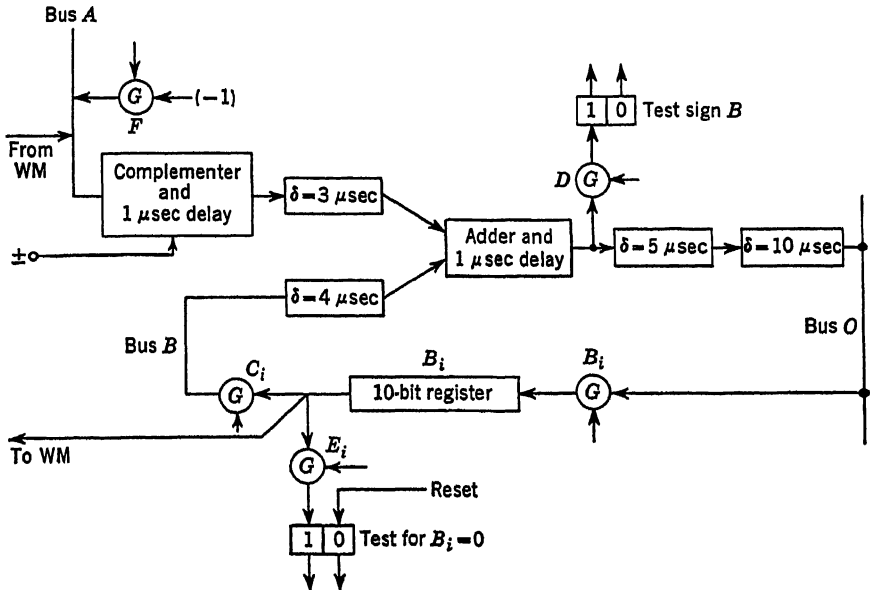 Bus A
G
(−1)
F
From
WM
Complementer
and
1 μsec delay
δ=3 μsec
±
1 0
Test sign B
D
G
Adder and
1 μsec delay
δ=5 μsec
δ=10 μsec
δ=4 μsec
Bus O
Bus B
C_i
G
B_i
10-bit register
B_i
G
To WM
E_i
G
Reset
1 0
Test for B_i=0